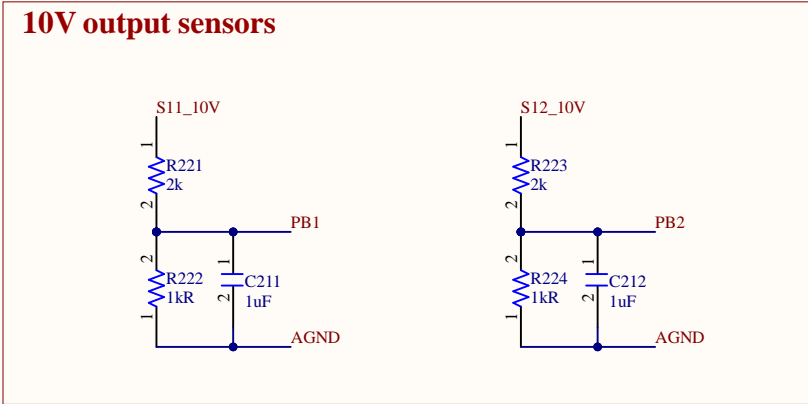 10V output sensors
S11_10V
1
R221
2k
2
PB1
2
R222
1kR
1
1
C211
2
1uF
AGND
S12_10V
1
R223
2k
2
PB2
2
R224
1kR
1
1
C212
2
1uF
AGND